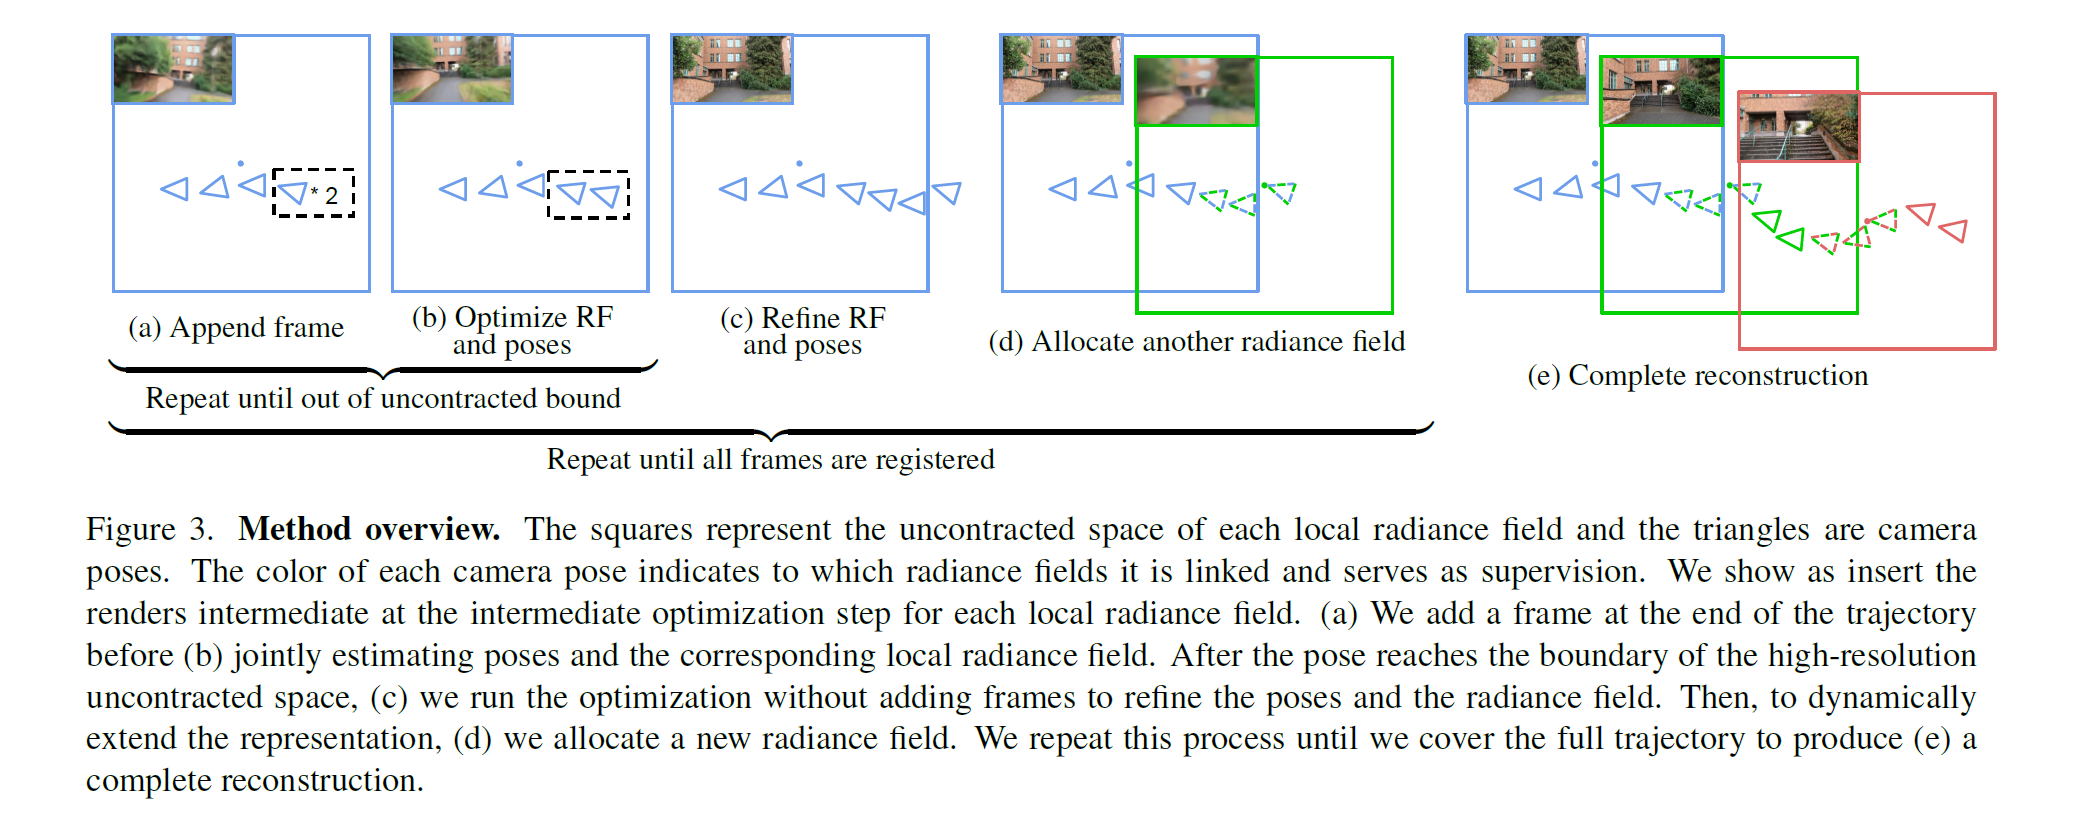 * 2
(a) Append frame
(b) Optimize RF
and poses
(c) Refine RF
and poses
(d) Allocate another radiance field
(e) Complete reconstruction
Repeat until out of uncontracted bound
Repeat until all frames are registered
Figure 3. Method overview. The squares represent the uncontracted space of each local radiance field and the triangles are camera
poses. The color of each camera pose indicates to which radiance fields it is linked and serves as supervision. We show as insert the
renders intermediate at the intermediate optimization step for each local radiance field. (a) We add a frame at the end of the trajectory
before (b) jointly estimating poses and the corresponding local radiance field. After the pose reaches the boundary of the high-resolution
uncontracted space, (c) we run the optimization without adding frames to refine the poses and the radiance field. Then, to dynamically
extend the representation, (d) we allocate a new radiance field. We repeat this process until we cover the full trajectory to produce (e) a
complete reconstruction.